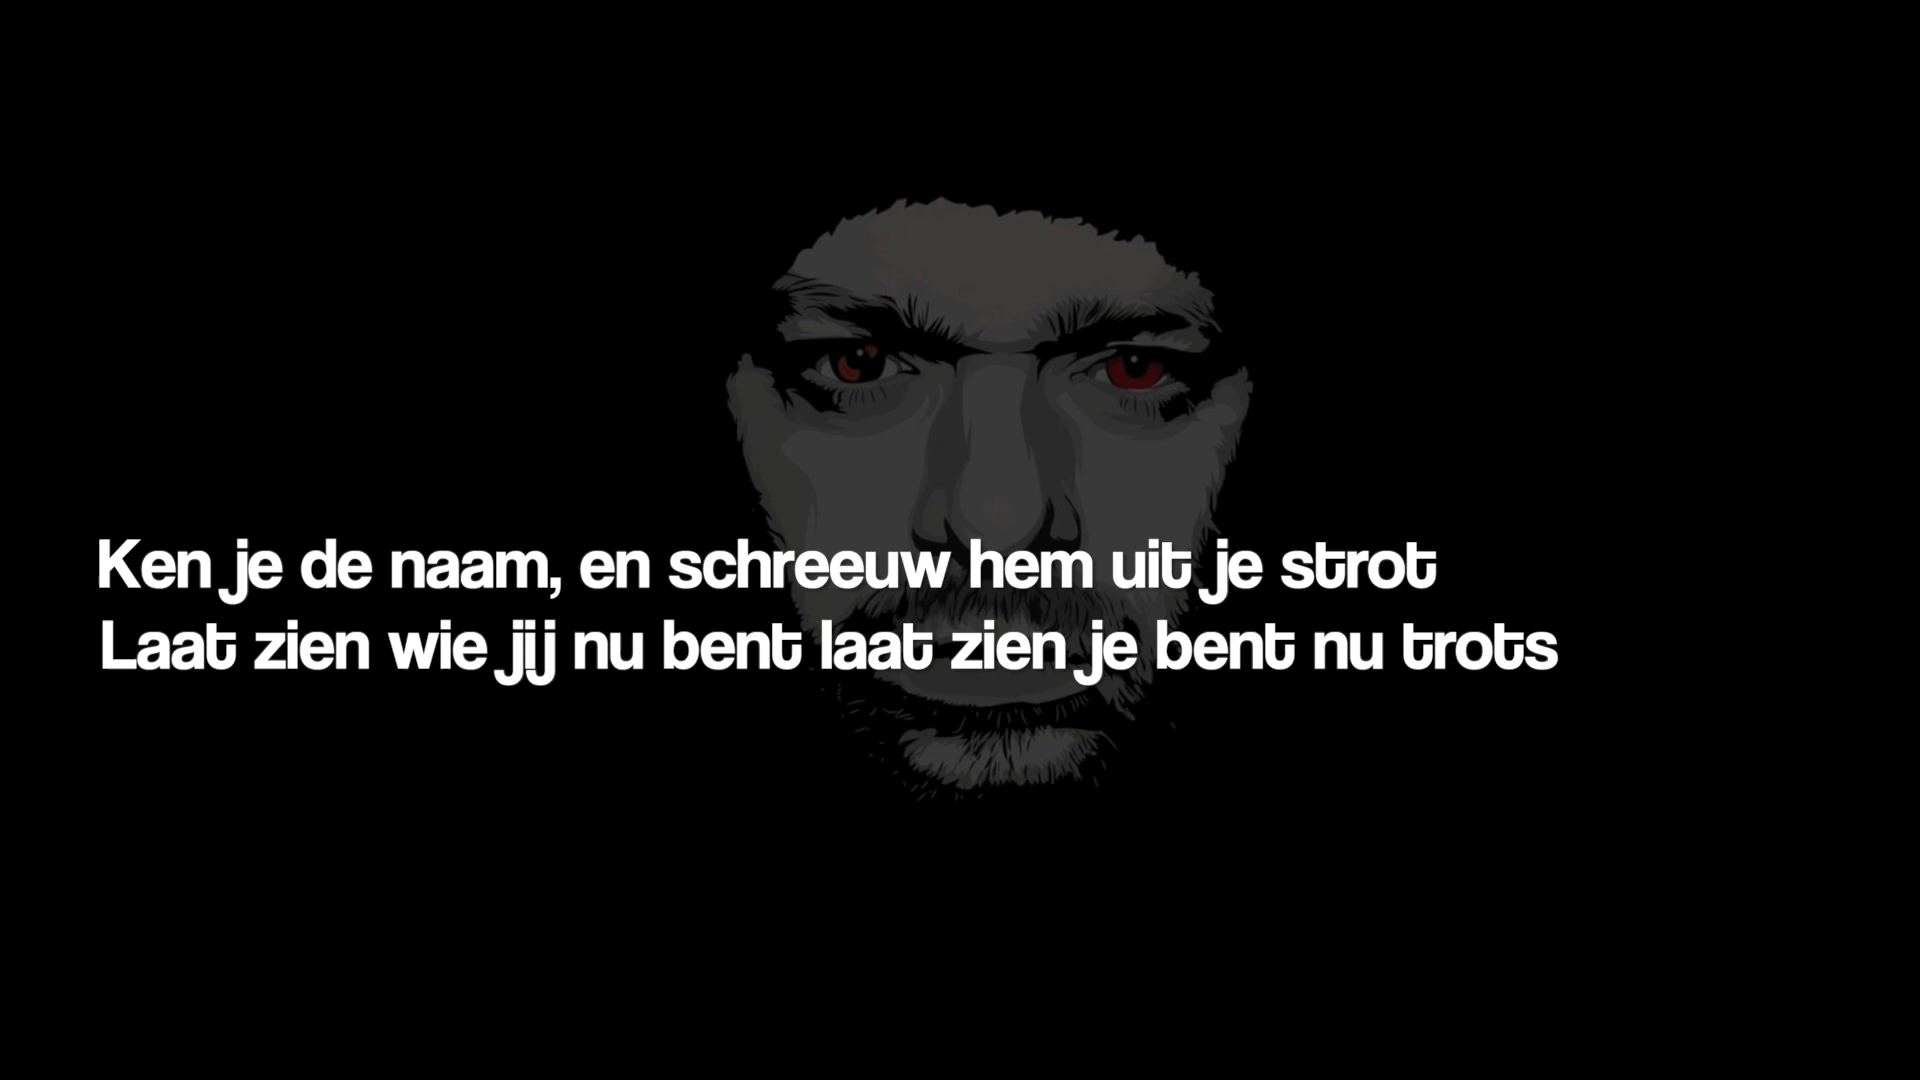 Ken je de naam, en schreeuw hem uit je strot
Laat zien wie jij nu bent laat zien je bent nu trots